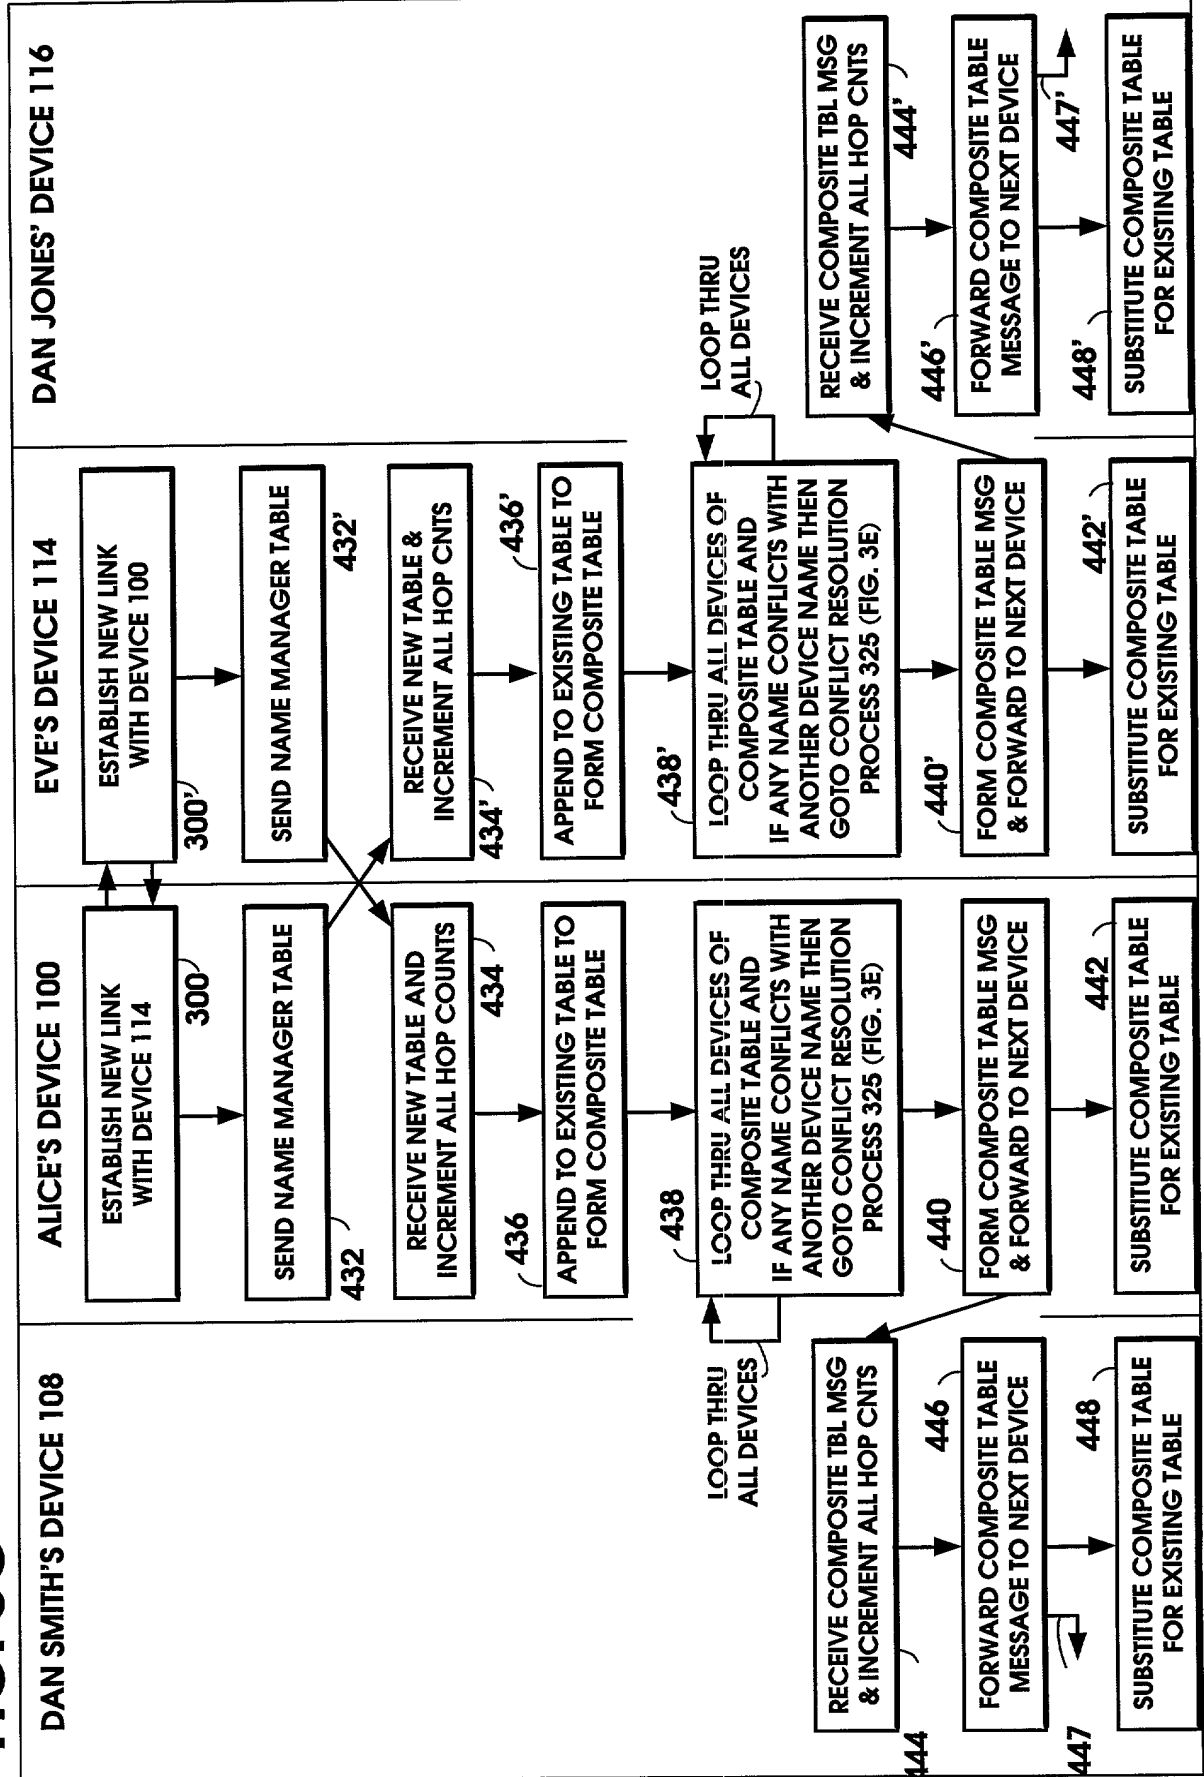 DAN SMITH'S DEVICE 108
ALICE'S DEVICE 100
EVE'S DEVICE 114
DAN JONES' DEVICE 116
ESTABLISH NEW LINK
WITH DEVICE 114
300
ESTABLISH NEW LINK
WITH DEVICE 100
300'
SEND NAME MANAGER TABLE
432
SEND NAME MANAGER TABLE
432'
RECEIVE NEW TABLE AND
INCREMENT ALL HOP COUNTS
434
RECEIVE NEW TABLE &
INCREMENT ALL HOP CNTS
434'
436
APPEND TO EXISTING TABLE TO
FORM COMPOSITE TABLE
436'
APPEND TO EXISTING TABLE TO
FORM COMPOSITE TABLE
LOOP THRU
ALL DEVICES
438
LOOP THRU ALL DEVICES OF
COMPOSITE TABLE AND
IF ANY NAME CONFLICTS WITH
ANOTHER DEVICE NAME THEN
GOTO CONFLICT RESOLUTION
PROCESS 325 (FIG. 3E)
438'
LOOP THRU ALL DEVICES OF
COMPOSITE TABLE AND
IF ANY NAME CONFLICTS WITH
ANOTHER DEVICE NAME THEN
GOTO CONFLICT RESOLUTION
PROCESS 325 (FIG. 3E)
LOOP THRU
ALL DEVICES
RECEIVE COMPOSITE TBL MSG
& INCREMENT ALL HOP CNTS
444
RECEIVE COMPOSITE TBL MSG
& INCREMENT ALL HOP CNTS
444'
440
FORM COMPOSITE TABLE MSG
& FORWARD TO NEXT DEVICE
440'
FORM COMPOSITE TABLE MSG
& FORWARD TO NEXT DEVICE
446
FORWARD COMPOSITE TABLE
MESSAGE TO NEXT DEVICE
447
446'
FORWARD COMPOSITE TABLE
MESSAGE TO NEXT DEVICE
447'
448
SUBSTITUTE COMPOSITE TABLE
FOR EXISTING TABLE
442
SUBSTITUTE COMPOSITE TABLE
FOR EXISTING TABLE
442'
SUBSTITUTE COMPOSITE TABLE
FOR EXISTING TABLE
448'
SUBSTITUTE COMPOSITE TABLE
FOR EXISTING TABLE